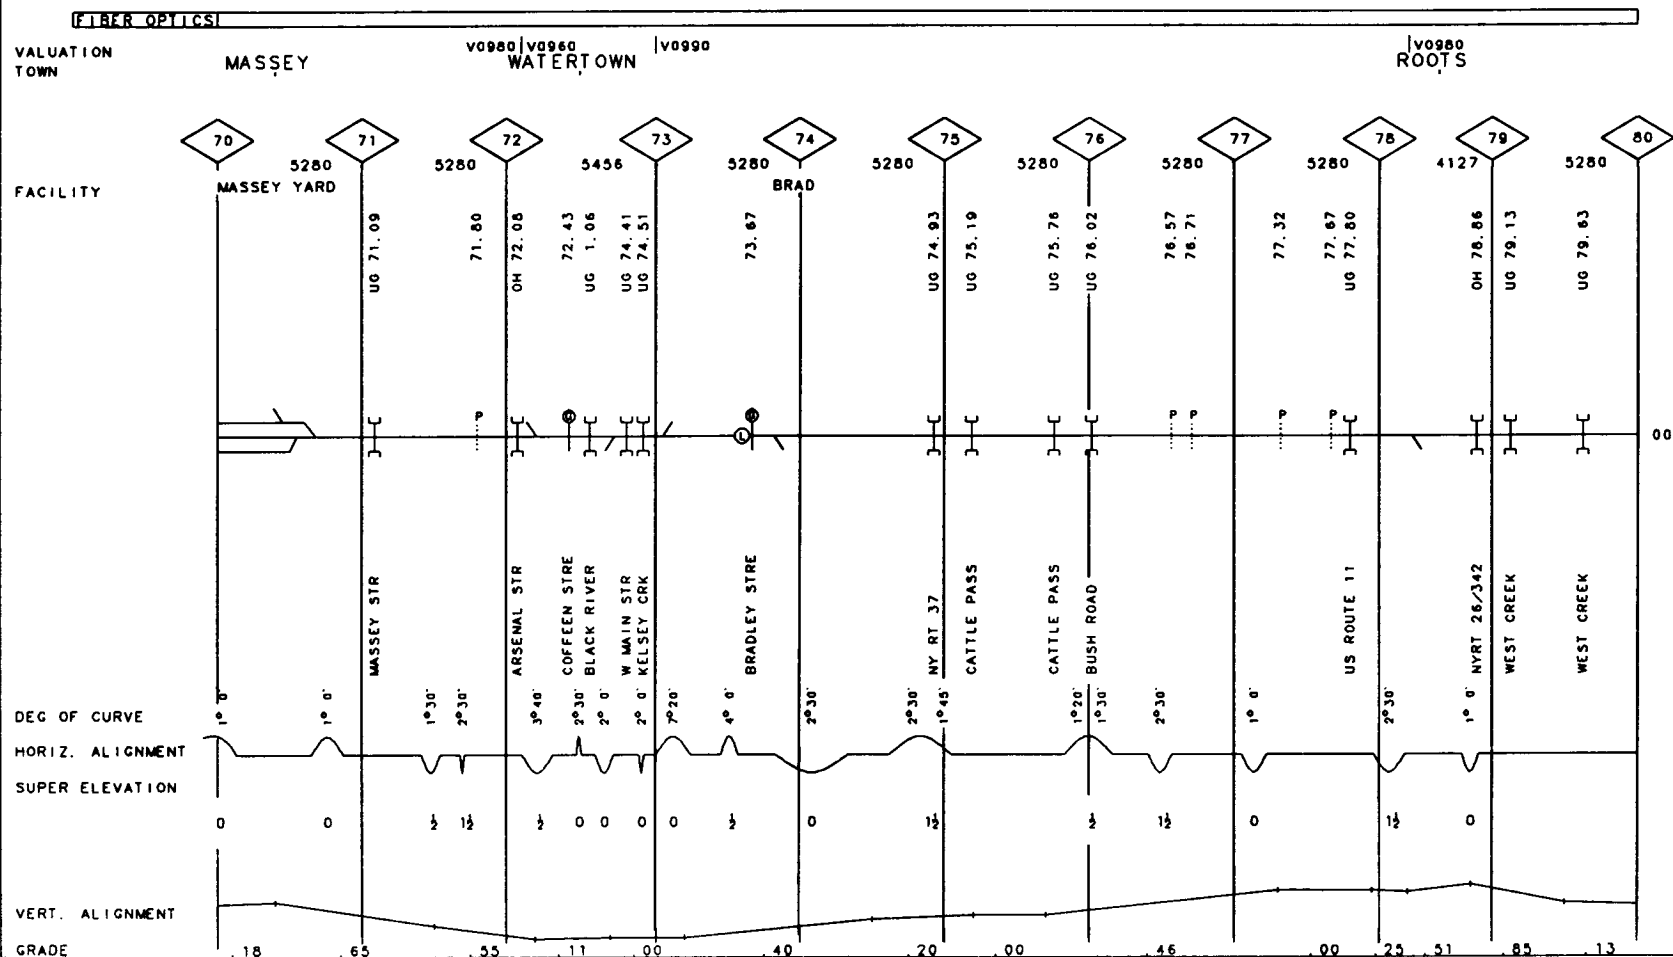 FIBER OPTICS
VALUATION V0980 V0960 V0990 V0980
TOWN MASSEY WATERTOWN ROOTS
70 71 72 73 74 75 76 77 78 79 80
5280 5280 5456 5280 5280 5280 5280 5280 4127 5280
FACILITY MASSEY YARD BRAD
UG 71.09
71.80
OH 72.08
72.43
UG 1.06
UG 74.41
UG 74.51
73.67
UG 74.93
UG 75.19
UG 75.76
UG 76.02
76.57
76.71
77.32
77.67
UG 77.80
OH 78.86
UG 79.13
UG 79.63
P P P P P
L
00
MASSEY STR
ARSENAL STR
COFFEEN STRE
BLACK RIVER
W MAIN STR
KELSEY CRK
BRADLEY STRE
NY RT 37
CATTLE PASS
CATTLE PASS
BUSH ROAD
US ROUTE 11
NYRT 26/342
WEST CREEK
WEST CREEK
DEG OF CURVE 1° 0' 1° 0' 1°30' 2°30' 3°40' 2°30' 2° 0' 2° 0' 7°20' 4° 0' 2°30' 2°30' 1°45' 1°20' 1°30' 2°30' 1° 0' 2°30' 1° 0'
HORIZ. ALIGNMENT
SUPER ELEVATION
0 0 ½ 1½ ½ 0 0 0 0 ½ 0 1½ ½ 1½ 0 1½ 0
VERT. ALIGNMENT
GRADE .18 .65 .55 .11 .00 .40 .20 .00 .46 .00 .25 .51 .85 .13